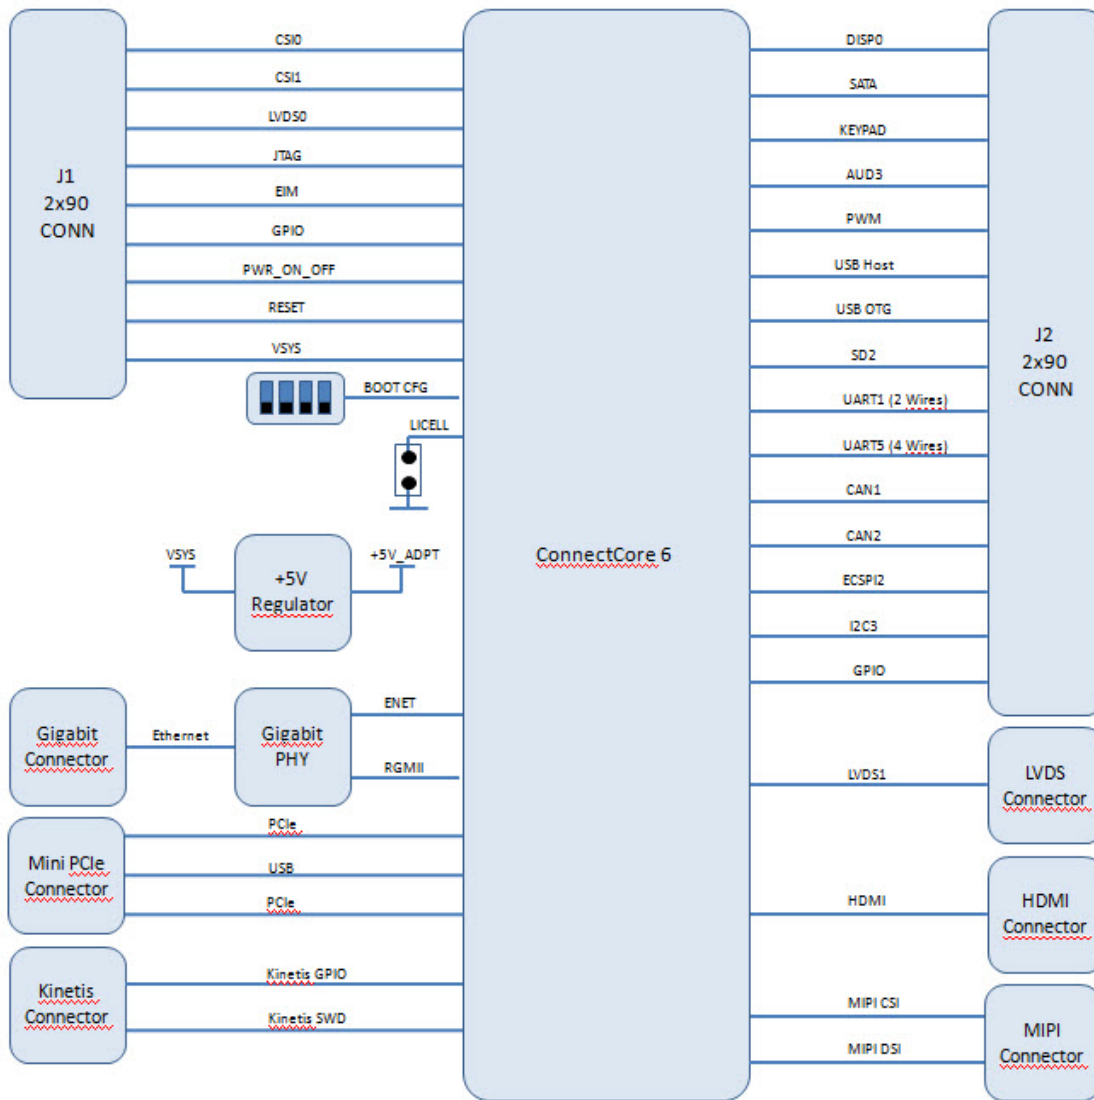 J1
2x90
CONN
CSI0
CSI1
LVDS0
JTAG
EIM
GPIO
PWR_ON_OFF
RESET
VSYS
BOOT CFG
LICELL
VSYS
+5V
Regulator
+5V_ADPT
Gigabit
Connector
Ethernet
Gigabit
PHY
ENET
RGMII
Mini PCIe
Connector
PCIe
USB
PCIe
Kinetis
Connector
Kinetis GPIO
Kinetis SWD
ConnectCore 6
DISP0
SATA
KEYPAD
AUD3
PWM
USB Host
USB OTG
SD2
UART1 (2 Wires)
UART5 (4 Wires)
CAN1
CAN2
ECSPI2
I2C3
GPIO
J2
2x90
CONN
LVDS1
LVDS
Connector
HDMI
HDMI
Connector
MIPI CSI
MIPI DSI
MIPI
Connector